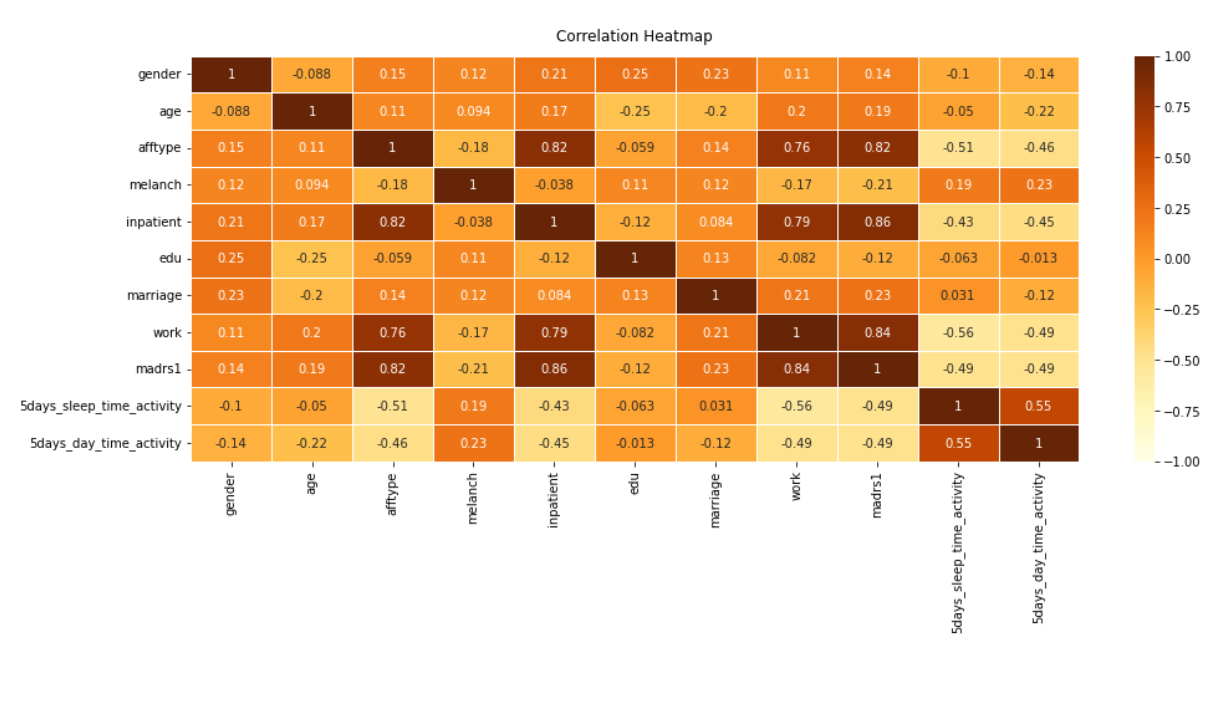 Correlation Heatmap
gender 1 -0.088 0.15 0.12 0.21 0.25 0.23 0.11 0.14 -0.1 -0.14
age -0.088 1 0.11 0.094 0.17 -0.25 -0.2 0.2 0.19 -0.05 -0.22
afftype 0.15 0.11 1 -0.18 0.82 -0.059 0.14 0.76 0.82 -0.51 -0.46
melanch 0.12 0.094 -0.18 1 -0.038 0.11 0.12 -0.17 -0.21 0.19 0.23
inpatient 0.21 0.17 0.82 -0.038 1 -0.12 0.084 0.79 0.86 -0.43 -0.45
edu 0.25 -0.25 -0.059 0.11 -0.12 1 0.13 -0.082 -0.12 -0.063 -0.013
marriage 0.23 -0.2 0.14 0.12 0.084 0.13 1 0.21 0.23 0.031 -0.12
work 0.11 0.2 0.76 -0.17 0.79 -0.082 0.21 1 0.84 -0.56 -0.49
madrs1 0.14 0.19 0.82 -0.21 0.86 -0.12 0.23 0.84 1 -0.49 -0.49
5days_sleep_time_activity -0.1 -0.05 -0.51 0.19 -0.43 -0.063 0.031 -0.56 -0.49 1 0.55
5days_day_time_activity -0.14 -0.22 -0.46 0.23 -0.45 -0.013 -0.12 -0.49 -0.49 0.55 1
gender age afftype melanch inpatient edu marriage work madrs1 5days_sleep_time_activity 5days_day_time_activity
1.00
0.75
0.50
0.25
0.00
−0.25
−0.50
−0.75
−1.00